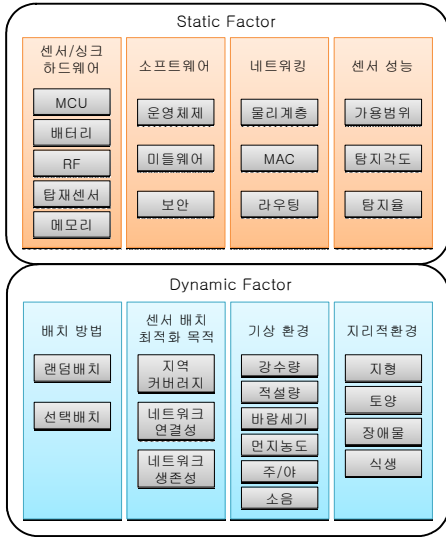 Static Factor
센서/싱크
하드웨어
MCU
배터리
RF
탑재센서
메모리
소프트웨어
운영체제
미들웨어
보안
네트워킹
물리계층
MAC
라우팅
센서 성능
가용범위
탐지각도
탐지율
Dynamic Factor
배치 방법
랜덤배치
선택배치
센서 배치
최적화 목적
지역
커버러지
네트워크
연결성
네트워크
생존성
기상 환경
강수량
적설량
바람세기
먼지농도
주/야
소음
지리적환경
지형
토양
장애물
식생